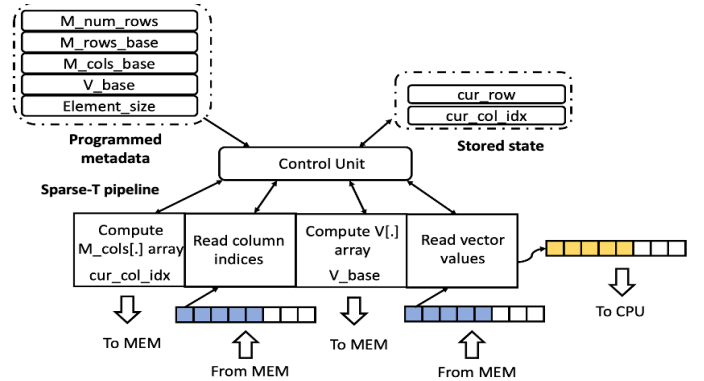 M_num_rows
M_rows_base
M_cols_base
V_base
Element_size
Programmed
metadata
cur_row
cur_col_idx
Stored state
Control Unit
Sparse-T pipeline
Compute
M_cols[.] array
cur_col_idx
Read column
indices
Compute V[.]
array
V_base
Read vector
values
To MEM
From MEM
To MEM
From MEM
To CPU